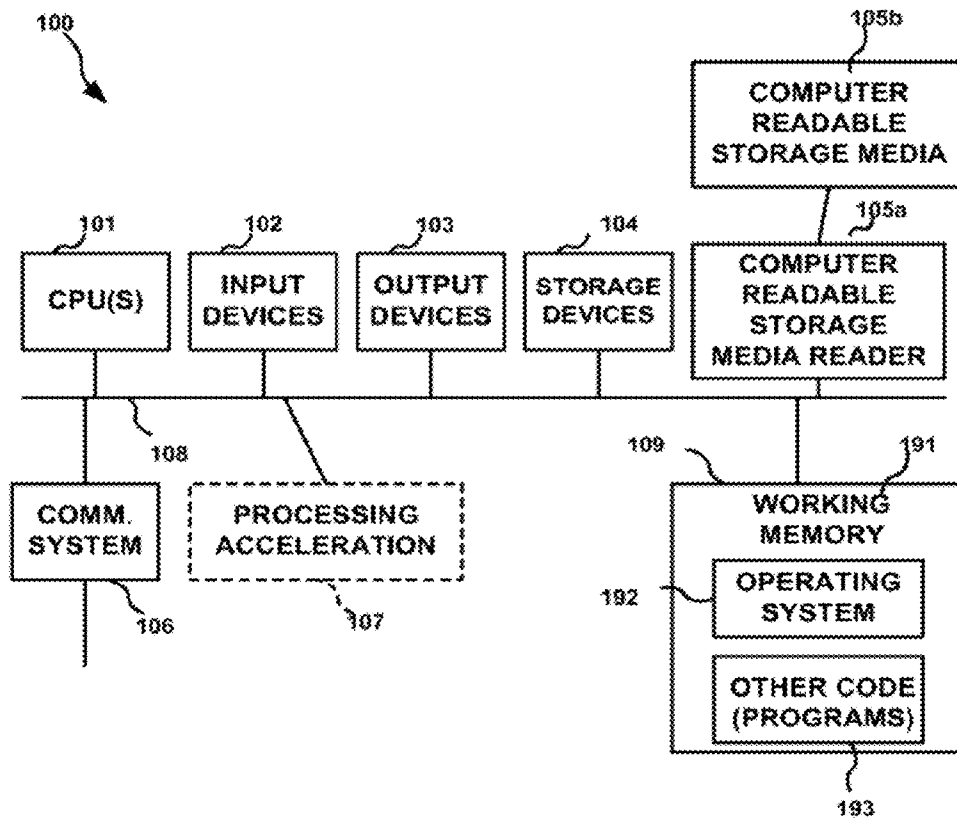 100
105b
COMPUTER
READABLE
STORAGE MEDIA
105a
101
102
103
104
CPU(S)
INPUT
DEVICES
OUTPUT
DEVICES
STORAGE
DEVICES
COMPUTER
READABLE
STORAGE
MEDIA READER
108
109
191
COMM.
SYSTEM
PROCESSING
ACCELERATION
WORKING
MEMORY
106
107
192
OPERATING
SYSTEM
OTHER CODE
(PROGRAMS)
193